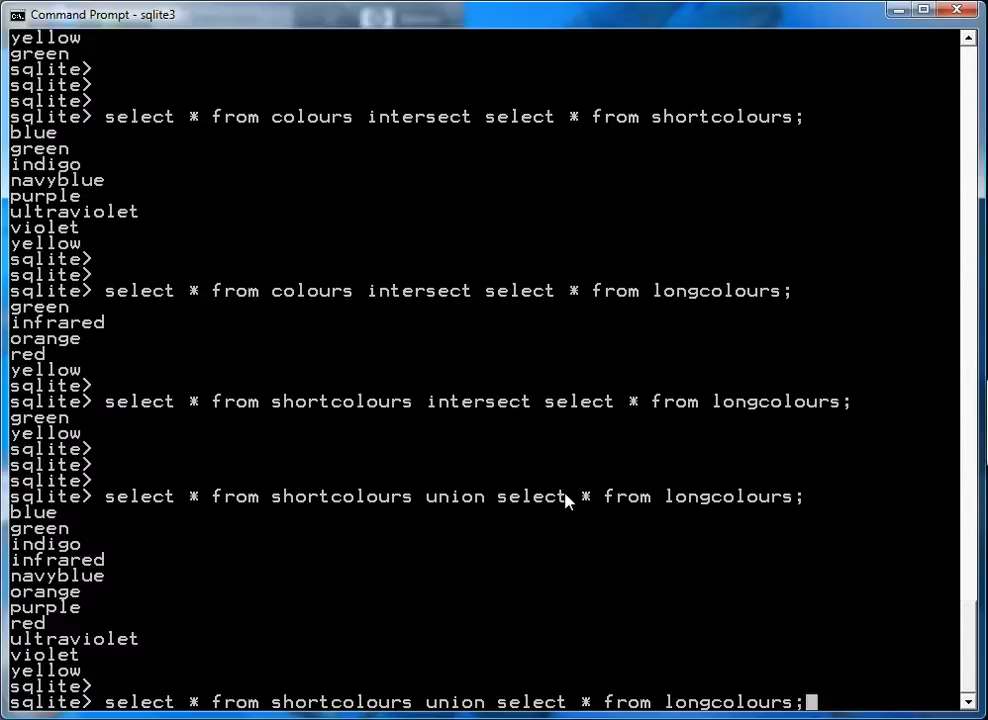 Command Prompt - sqlite3
yellow
green
sqlite>
sqlite>
sqlite>
sqlite> select * from colours intersect select * from shortcolours;
blue
green
indigo
navyblue
purple
ultraviolet
violet
yellow
sqlite>
sqlite>
sqlite> select * from colours intersect select * from longcolours;
green
infrared
orange
red
yellow
sqlite>
sqlite> select * from shortcolours intersect select * from longcolours;
green
yellow
sqlite>
sqlite>
sqlite>
sqlite> select * from shortcolours union select * from longcolours;
blue
green
indigo
infrared
navyblue
orange
purple
red
ultraviolet
violet
yellow
sqlite>
sqlite> select * from shortcolours union select * from longcolours;